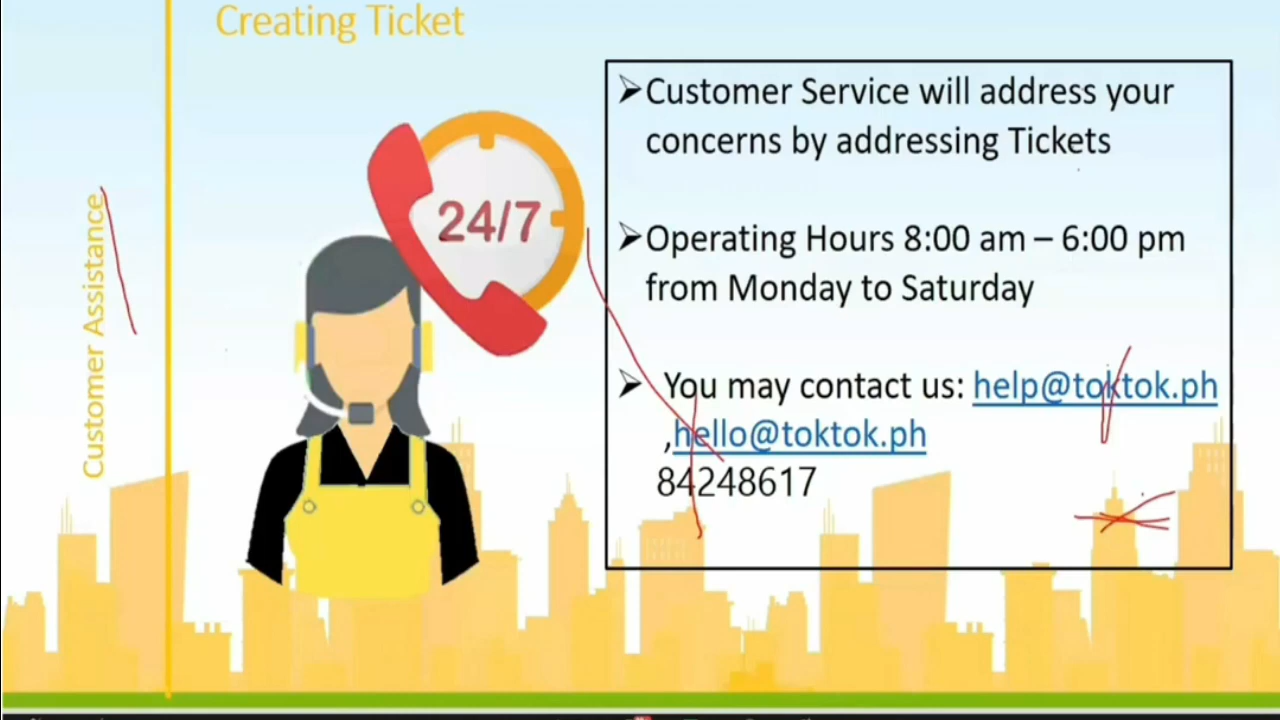 Creating Ticket
Customer Assistance
24/7
➢Customer Service will address your
concerns by addressing Tickets
➢Operating Hours 8:00 am – 6:00 pm
from Monday to Saturday
➢ You may contact us: help@toktok.ph
,hello@toktok.ph
84248617